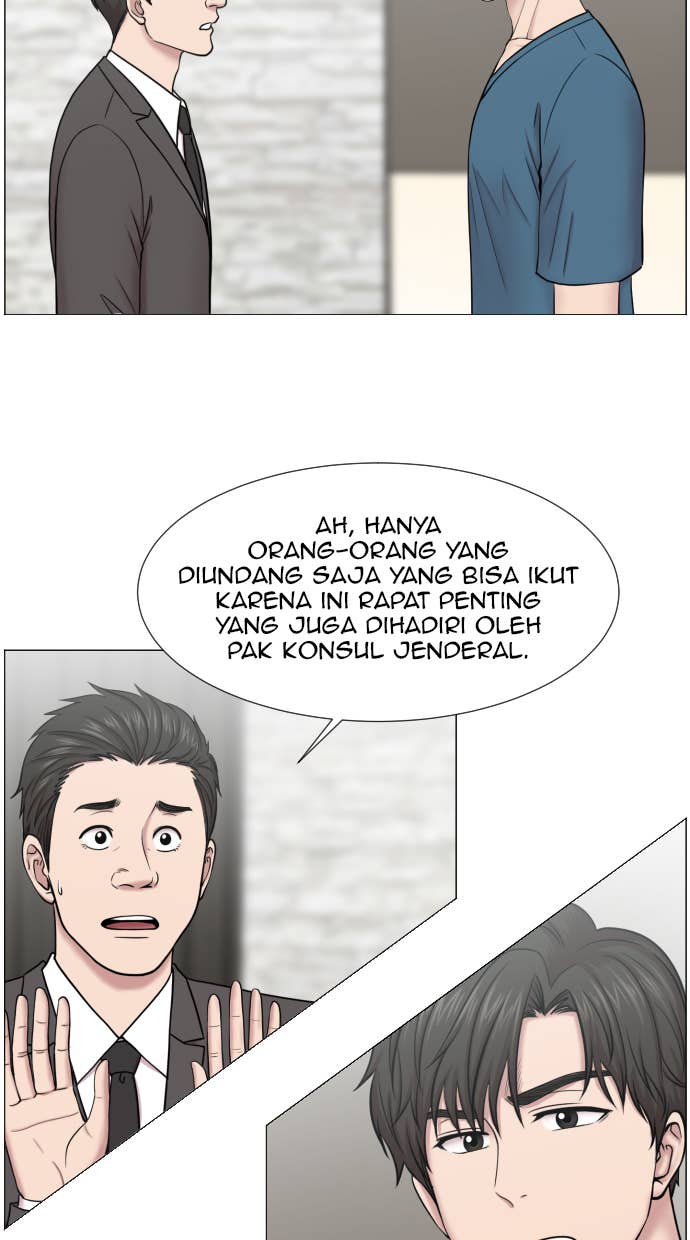 AH, HANYA
ORANG-ORANG YANG
DIUNDANG SAJA YANG BISA IKUT
KARENA INI RAPAT PENTING
YANG JUGA DIHADIRI OLEH
PAK KONSUL JENDERAL.